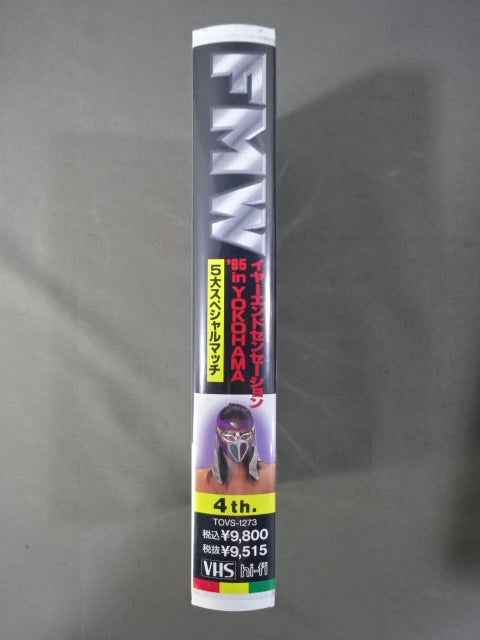 FMW
イヤーエンドセンセーション
'95 in YOKOHAMA
5大スペシャルマッチ
4th.
TOVS-1273
税込¥9,800
税抜¥9,515
VHS hi-fi